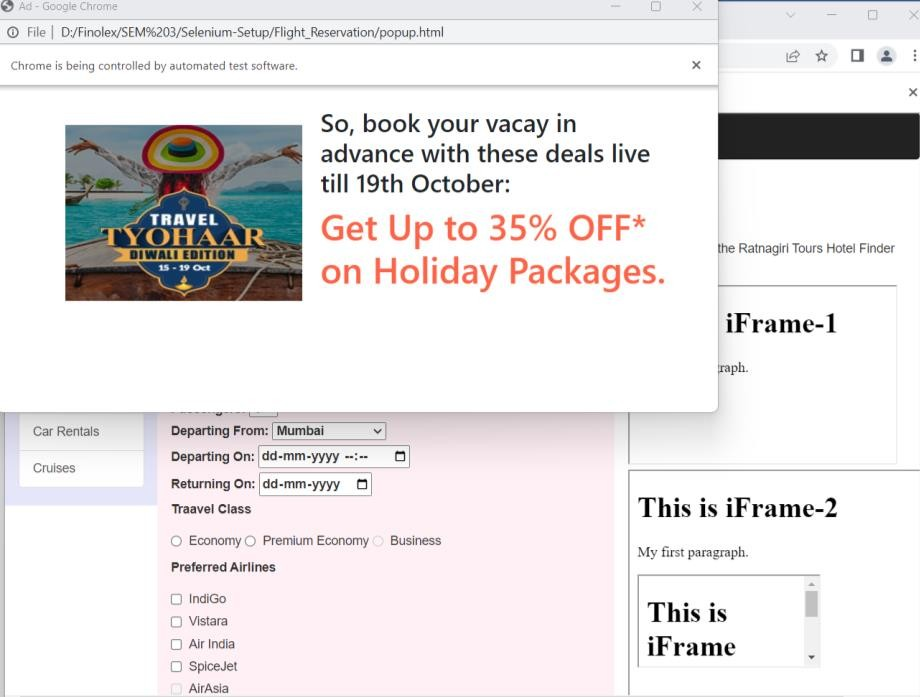 Ad - Google Chrome
File | D:/Finolex/SEM%203/Selenium-Setup/Flight_Reservation/popup.html
Chrome is being controlled by automated test software.
So, book your vacay in
advance with these deals live
till 19th October:
Get Up to 35% OFF*
on Holiday Packages.
TRAVEL
TYOHAAR
DIWALI EDITION
15 - 19 Oct
the Ratnagiri Tours Hotel Finder
iFrame-1
raph.
Car Rentals
Cruises
Departing From: Mumbai
Departing On: dd-mm-yyyy --:--
Returning On: dd-mm-yyyy
Traavel Class
Economy Premium Economy Business
Preferred Airlines
IndiGo
Vistara
Air India
SpiceJet
AirAsia
This is iFrame-2
My first paragraph.
This is
iFrame